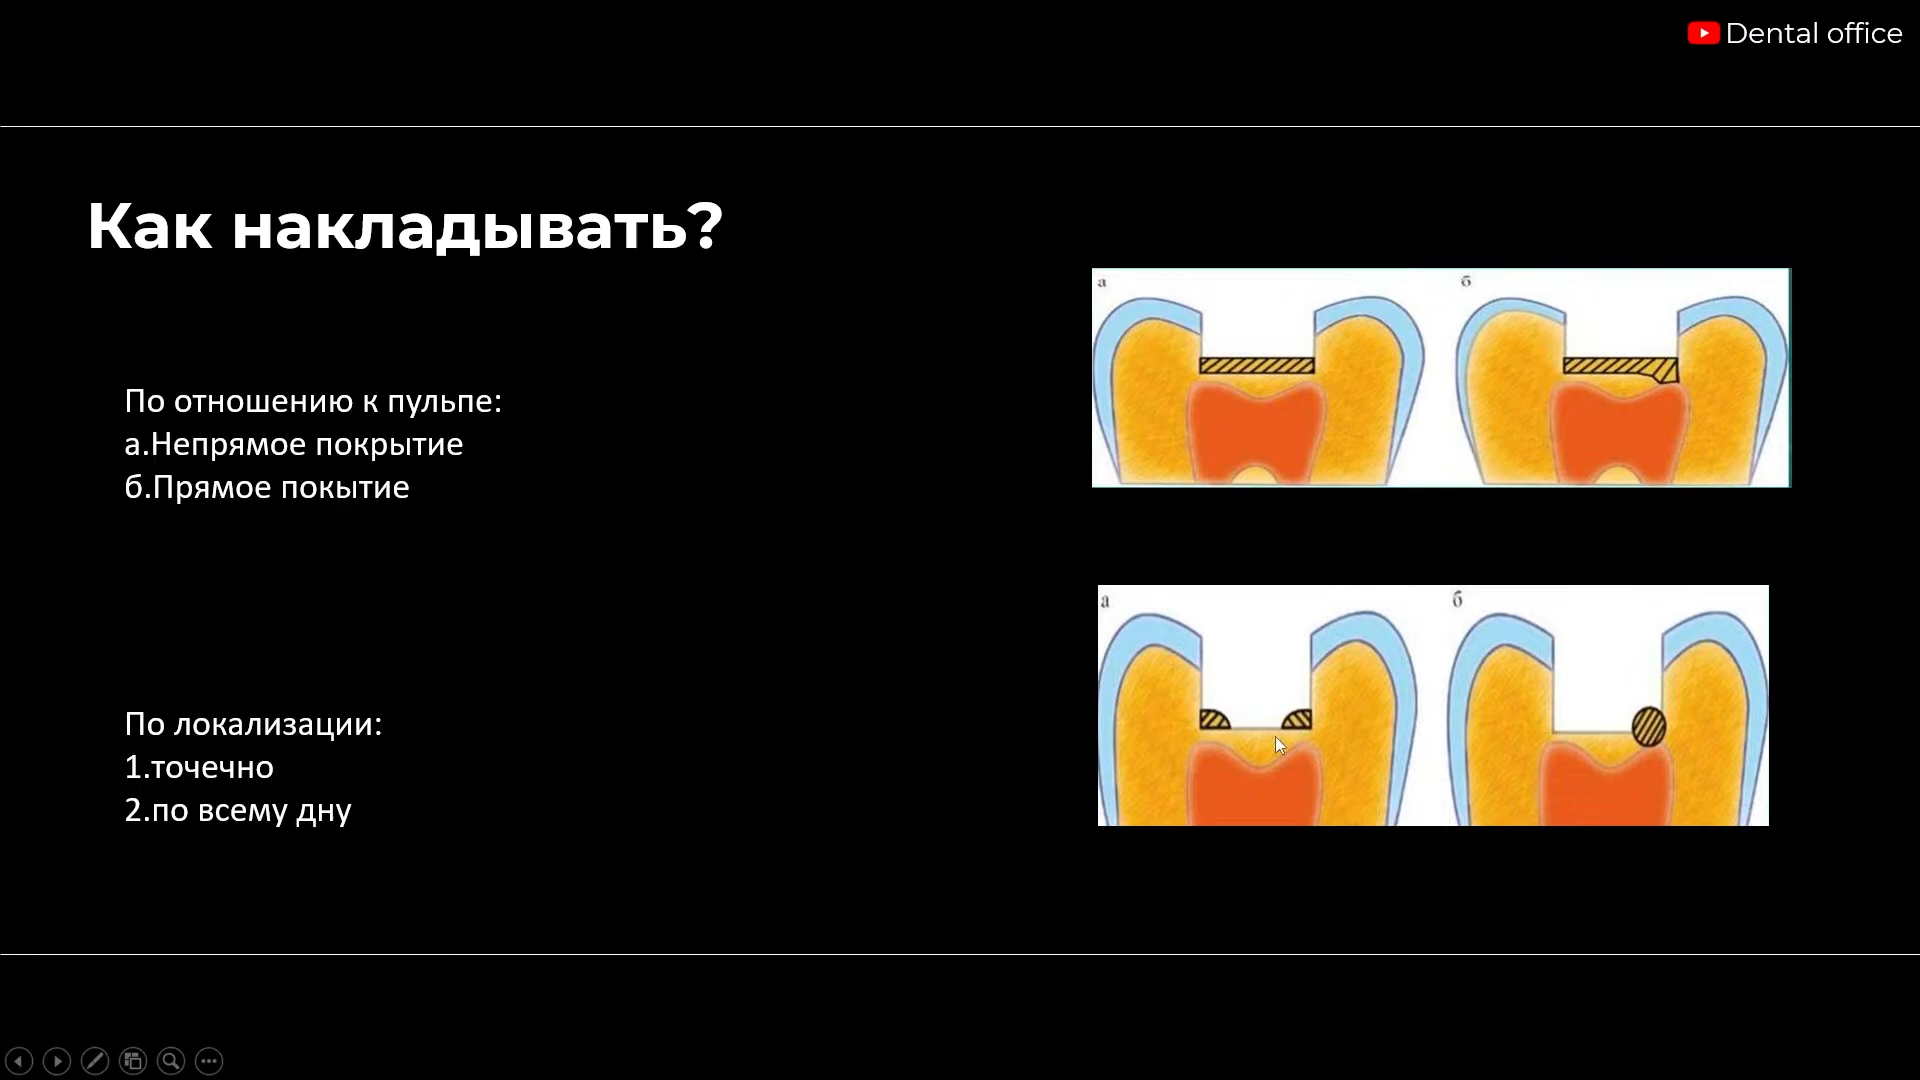 Dental office
Как накладывать?
По отношению к пульпе:
а.Непрямое покрытие
б.Прямое покытие
а
б
По локализации:
1.точечно
2.по всему дну
а
б